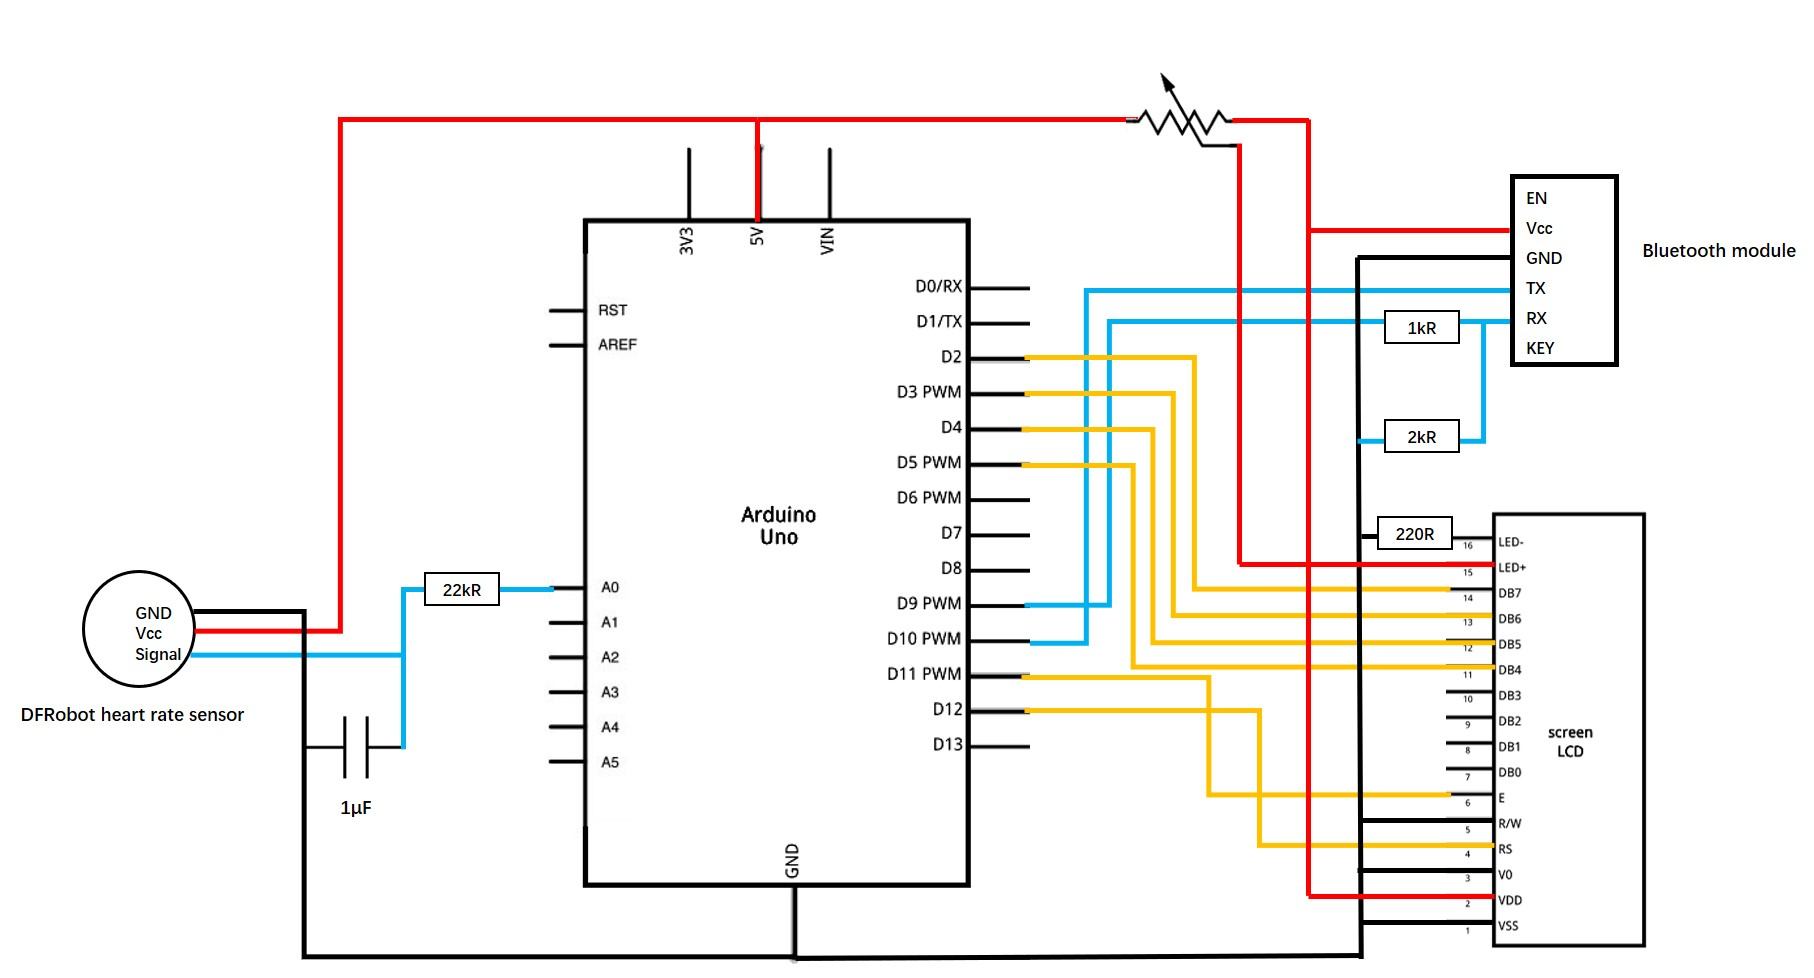 3V3
5V
VIN
EN
Vcc
GND
TX
RX
KEY
Bluetooth module
1kR
2kR
RST
AREF
D0/RX
D1/TX
D2
D3 PWM
D4
D5 PWM
D6 PWM
D7
D8
D9 PWM
D10 PWM
D11 PWM
D12
D13
Arduino
Uno
A0
A1
A2
A3
A4
A5
GND
GND
Vcc
Signal
DFRobot heart rate sensor
22kR
1μF
220R
16 LED-
15 LED+
14 DB7
13 DB6
12 DB5
11 DB4
10 DB3
9 DB2
8 DB1
7 DB0
6 E
5 R/W
4 RS
3 V0
2 VDD
1 VSS
screen
LCD